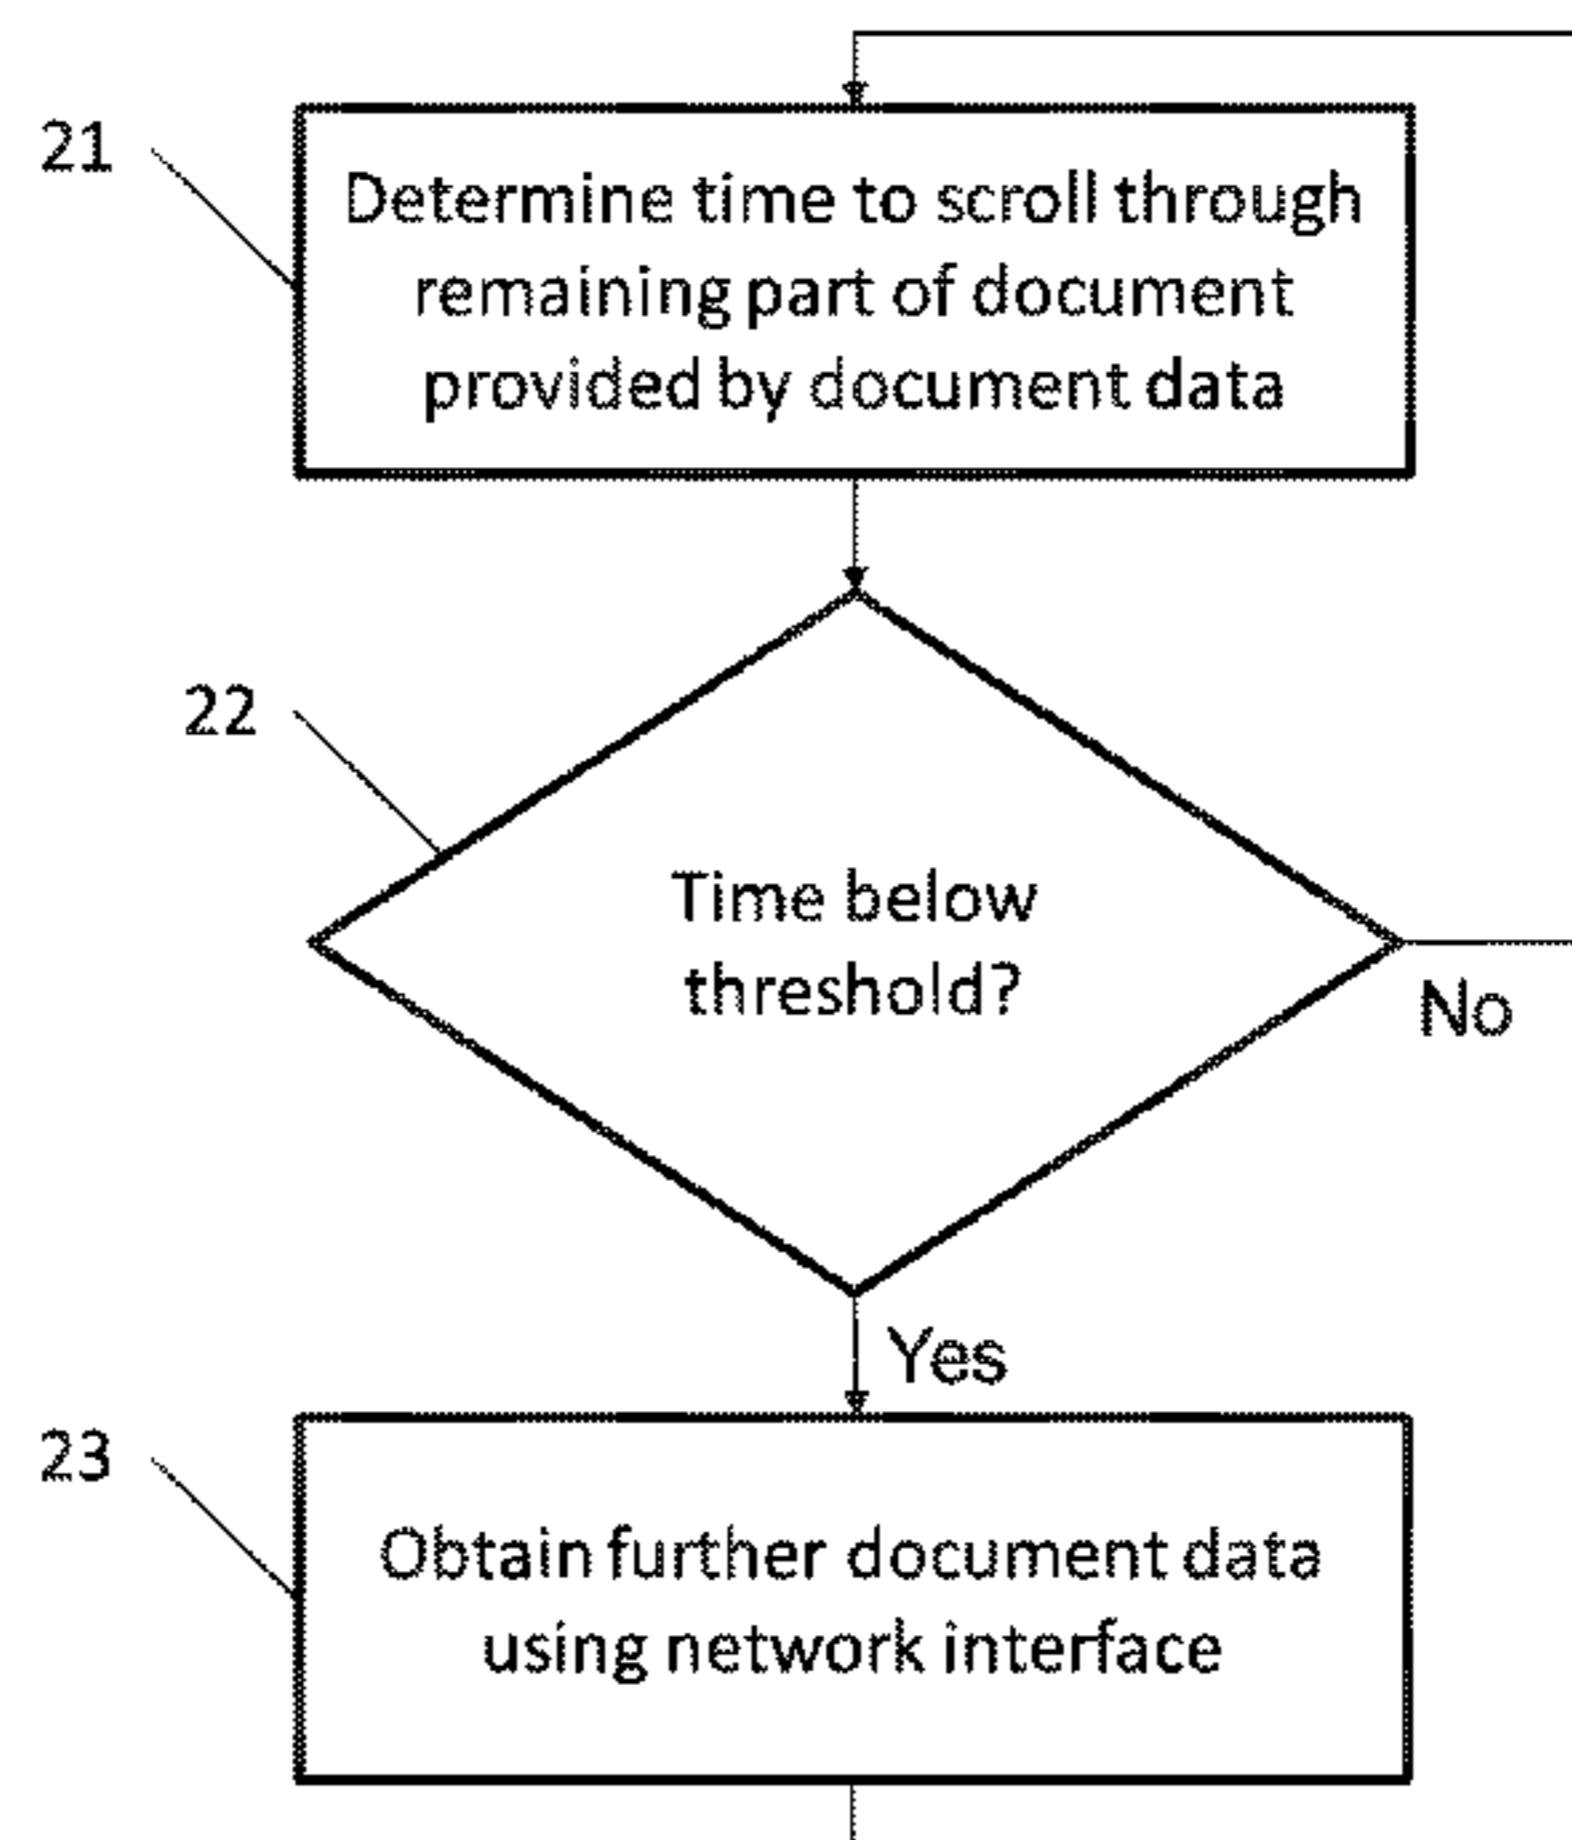 21
Determine time to scroll through
remaining part of document
provided by document data
22
Time below
threshold?
No
Yes
23
Obtain further document data
using network interface